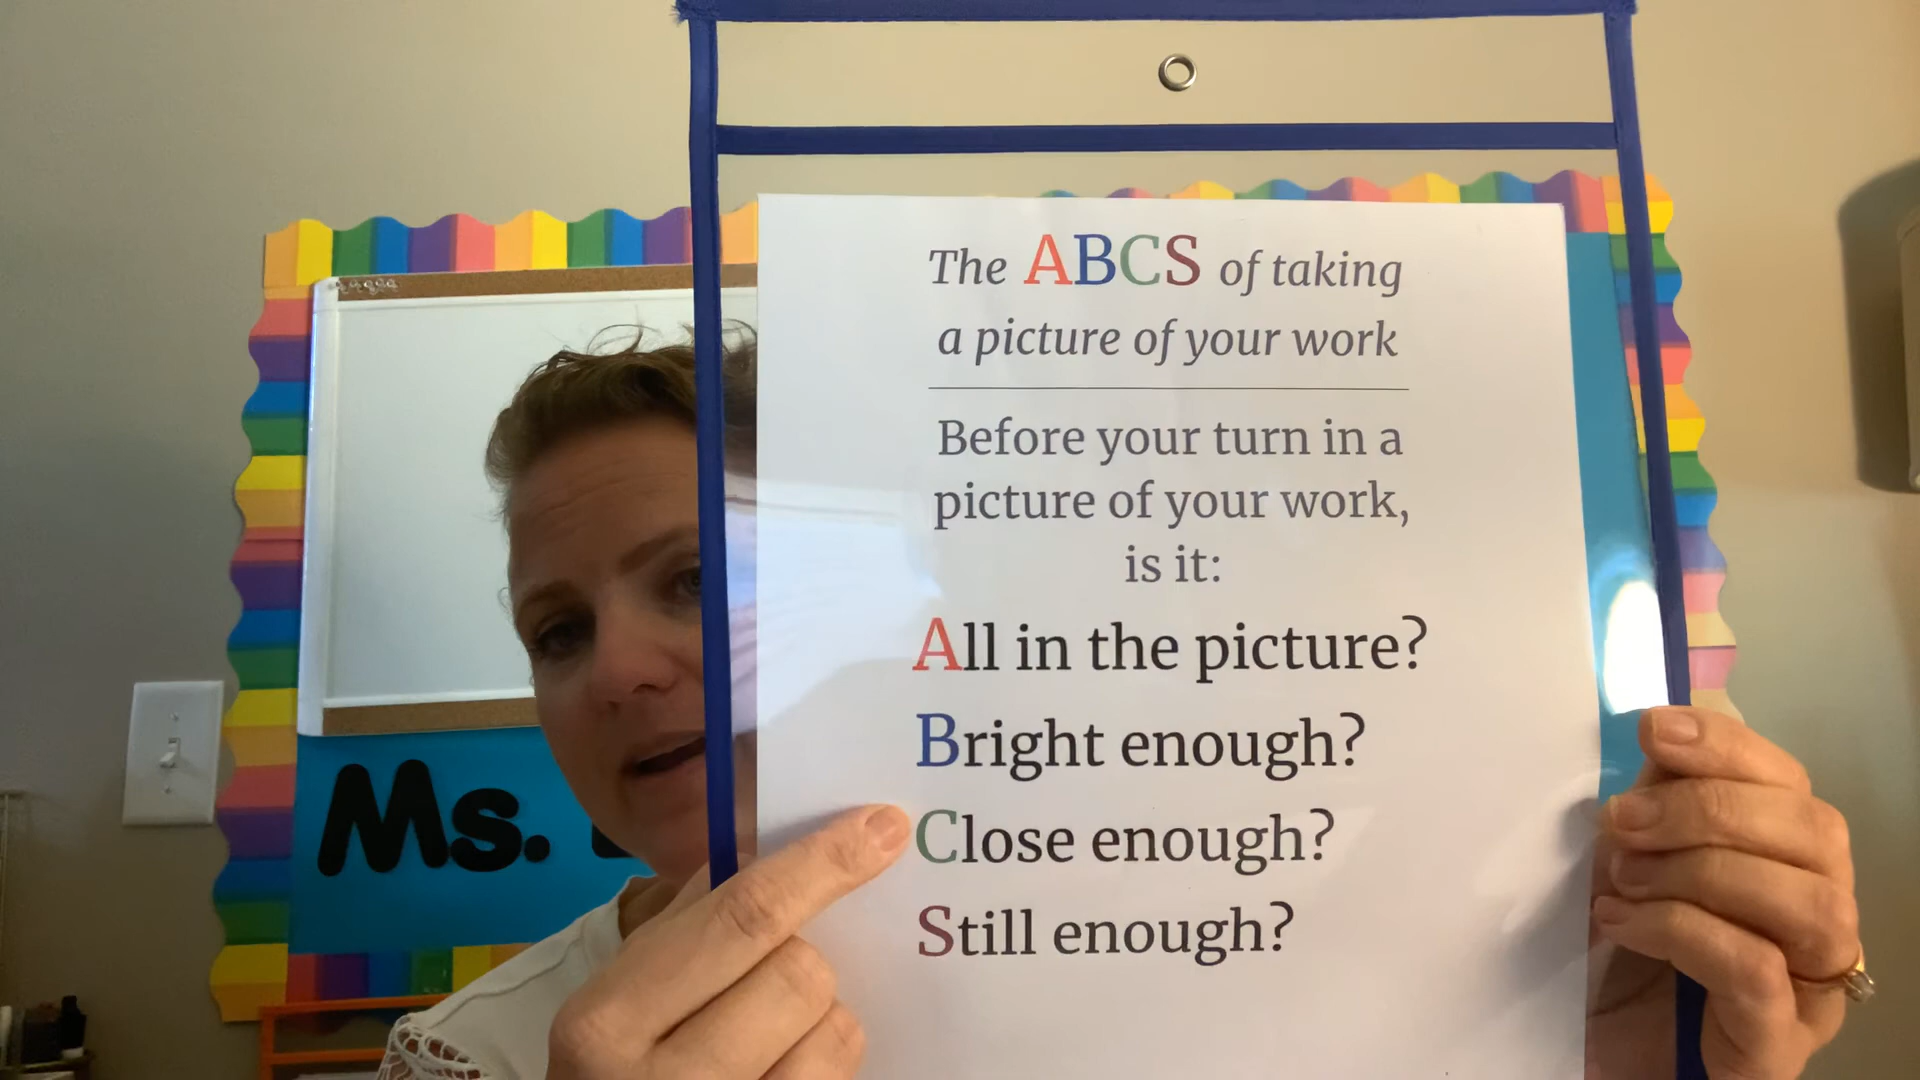 The ABCS of taking
a picture of your work
Before your turn in a
picture of your work,
is it:
All in the picture?
Bright enough?
Close enough?
Still enough?
Ms.